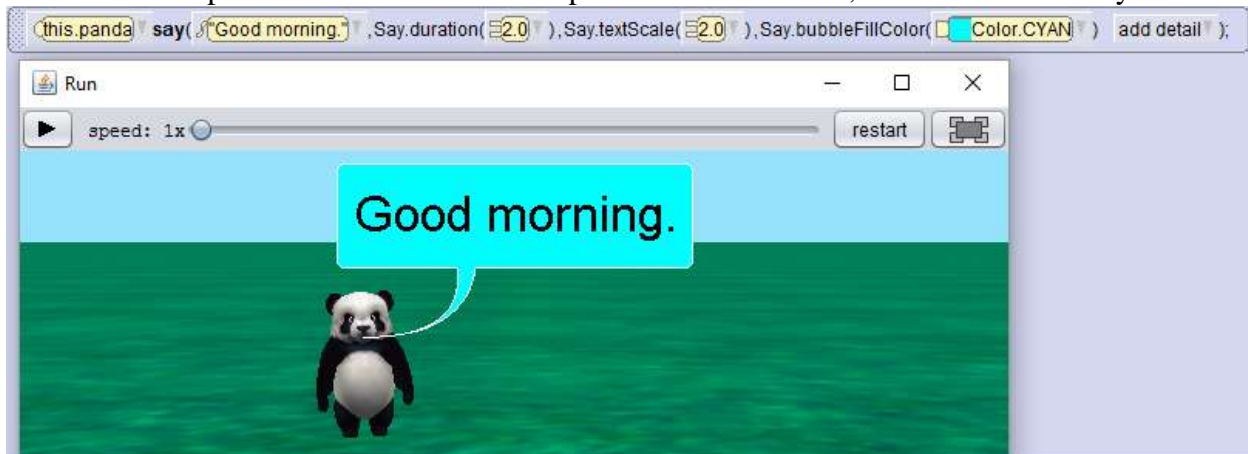 this.panda say( "Good morning." ,Say.duration( 2.0 ),Say.textScale( 2.0 ),Say.bubbleFillColor( Color.CYAN ) add detail );
Run
speed: 1x restart
Good morning.